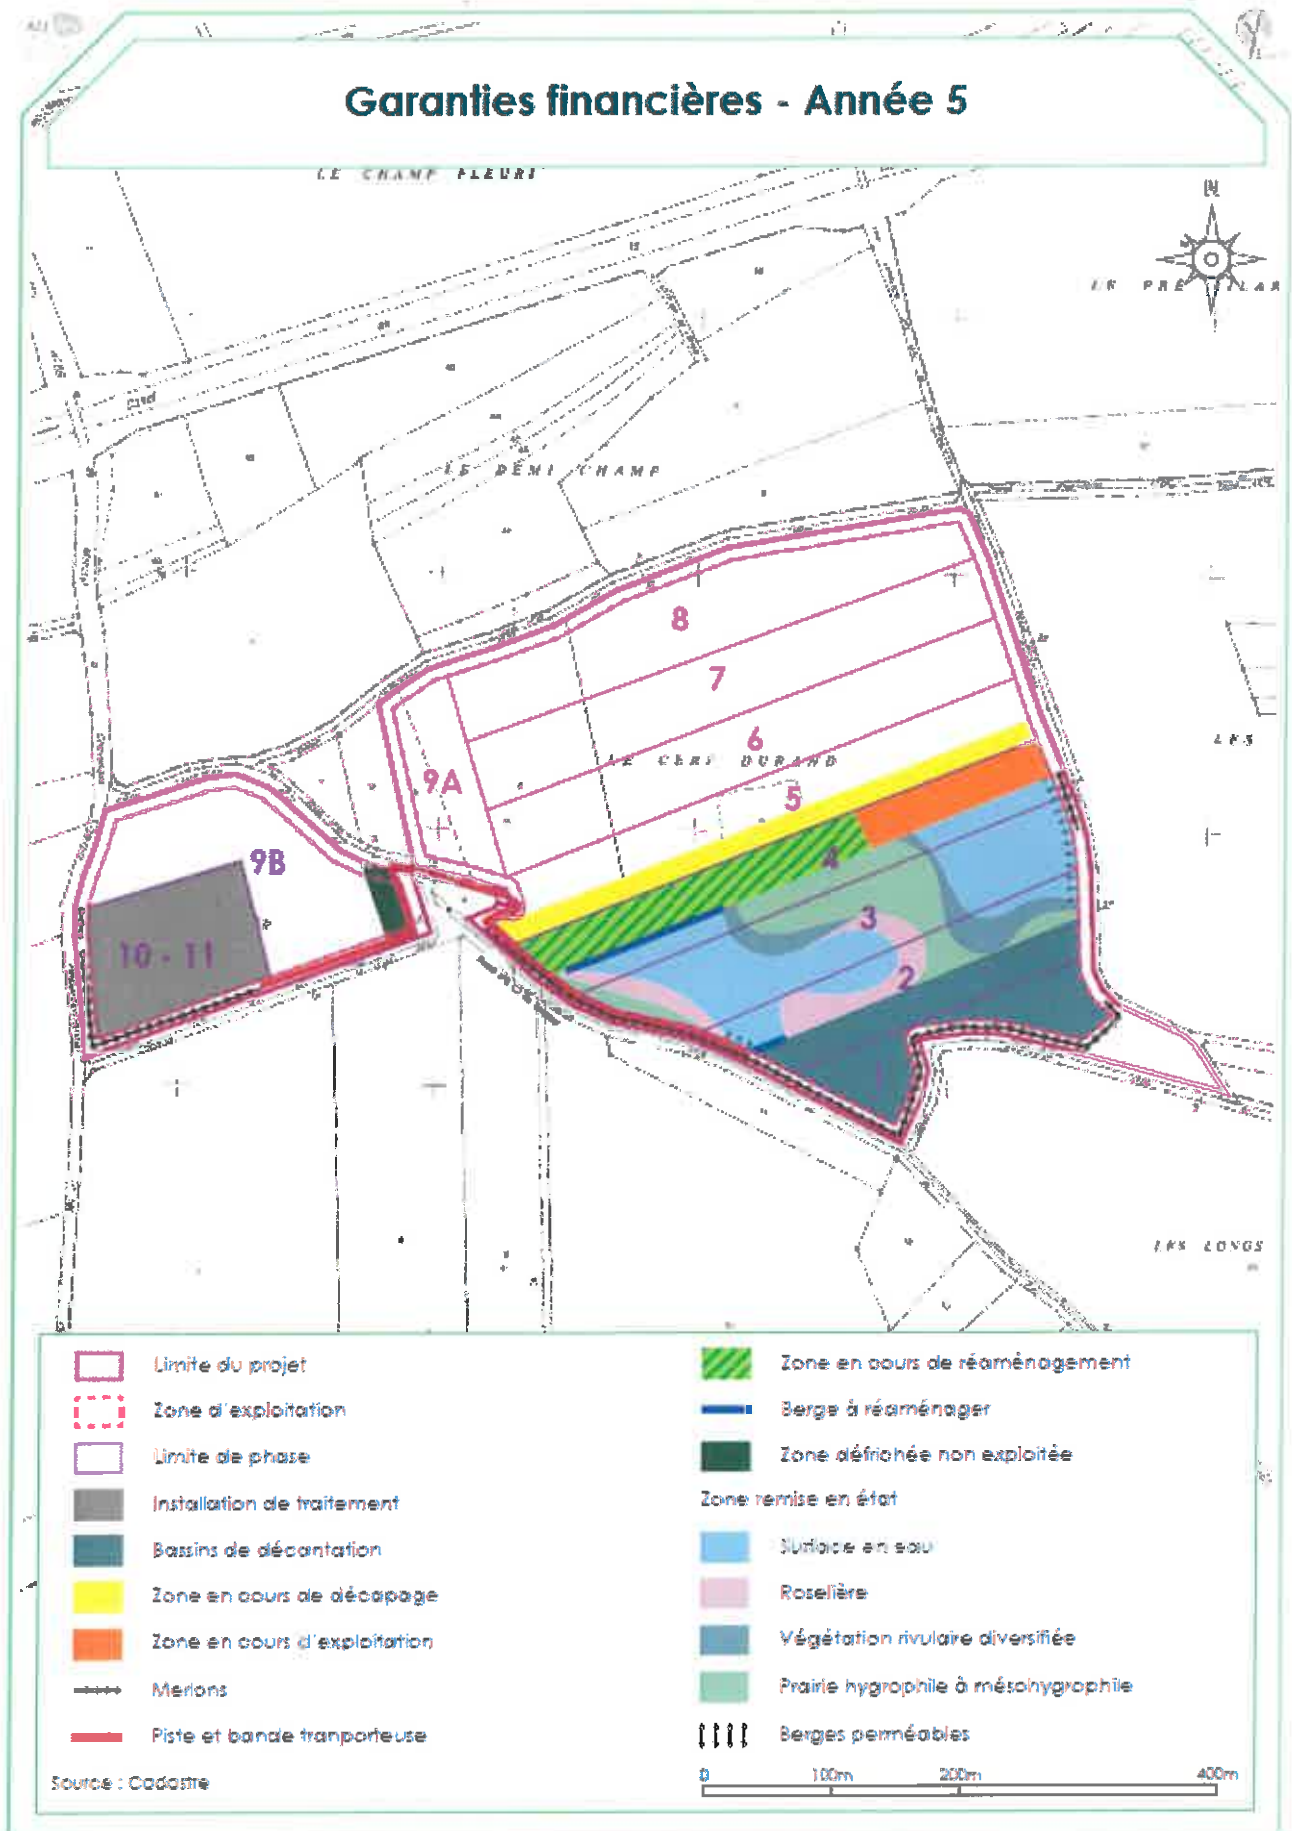 Garanties financières - Année 5
LE CHAMP FLEURI
N
LE PRÉ
LE DEMI CHAMP
8
7
6
LE CERF DURAND
9A
5
9B
4
3
10 - 11
2
1
LES
LES LONGS
Limite du projet
Zone d'exploitation
Limite de phase
Installation de traitement
Bassins de décantation
Zone en cours de décapage
Zone en cours d'exploitation
Merlons
Piste et bande tranporteuse
Source : Cadastre
Zone en cours de réaménagement
Berge à réaménager
Zone défrichée non exploitée
Zone remise en état
Surface en eau
Roselière
Végétation rivulaire diversifiée
Prairie hygrophile à mésohygrophile
Berges perméables
0 100m 200m 400m